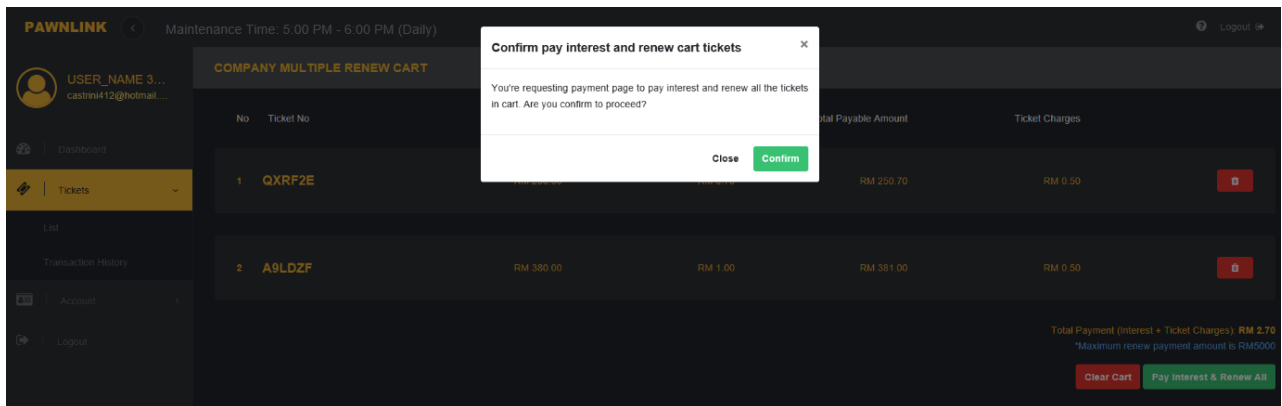 PAWNLINK
Maintenance Time: 5:00 PM - 6:00 PM (Daily)
Logout
USER_NAME 3...
castrini412@hotmail....
Dashboard
Tickets
List
Transaction History
Account
Logout
COMPANY MULTIPLE RENEW CART
Confirm pay interest and renew cart tickets ×
You're requesting payment page to pay interest and renew all the tickets
in cart. Are you confirm to proceed?
Close Confirm
No Ticket No Payable Amount Ticket Charges
1 QXRF2E RM 250.70 RM 0.50
2 A9LDZF RM 380.00 RM 1.00 RM 381.00 RM 0.50
Total Payment (Interest + Ticket Charges): RM 2.70
*Maximum renew payment amount is RM5000
Clear Cart Pay Interest & Renew All